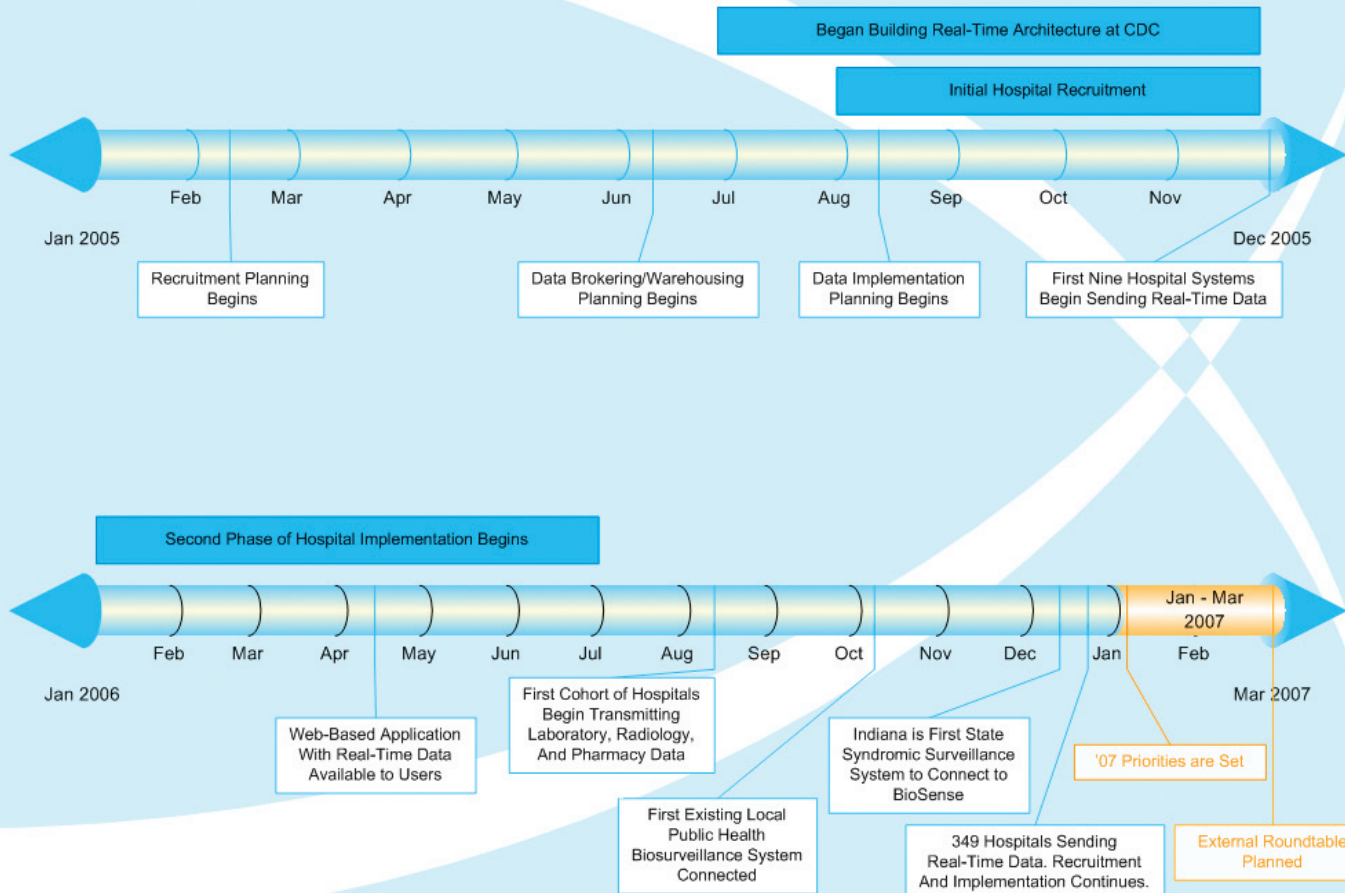 Began Building Real-Time Architecture at CDC
Initial Hospital Recruitment
Feb
Mar
Apr
May
Jun
Jul
Aug
Sep
Oct
Nov
Jan 2005
Dec 2005
Recruitment Planning
Begins
Data Brokering/Warehousing
Planning Begins
Data Implementation
Planning Begins
First Nine Hospital Systems
Begin Sending Real-Time Data
Second Phase of Hospital Implementation Begins
Jan - Mar
2007
Feb
Mar
Apr
May
Jun
Jul
Aug
Sep
Oct
Nov
Dec
Jan
Feb
Jan 2006
Mar 2007
Web-Based Application
With Real-Time Data
Available to Users
First Cohort of Hospitals
Begin Transmitting
Laboratory, Radiology,
And Pharmacy Data
First Existing Local
Public Health
Biosurveillance System
Connected
Indiana is First State
Syndromic Surveillance
System to Connect to
BioSense
349 Hospitals Sending
Real-Time Data. Recruitment
And Implementation Continues.
'07 Priorities are Set
External Roundtable
Planned